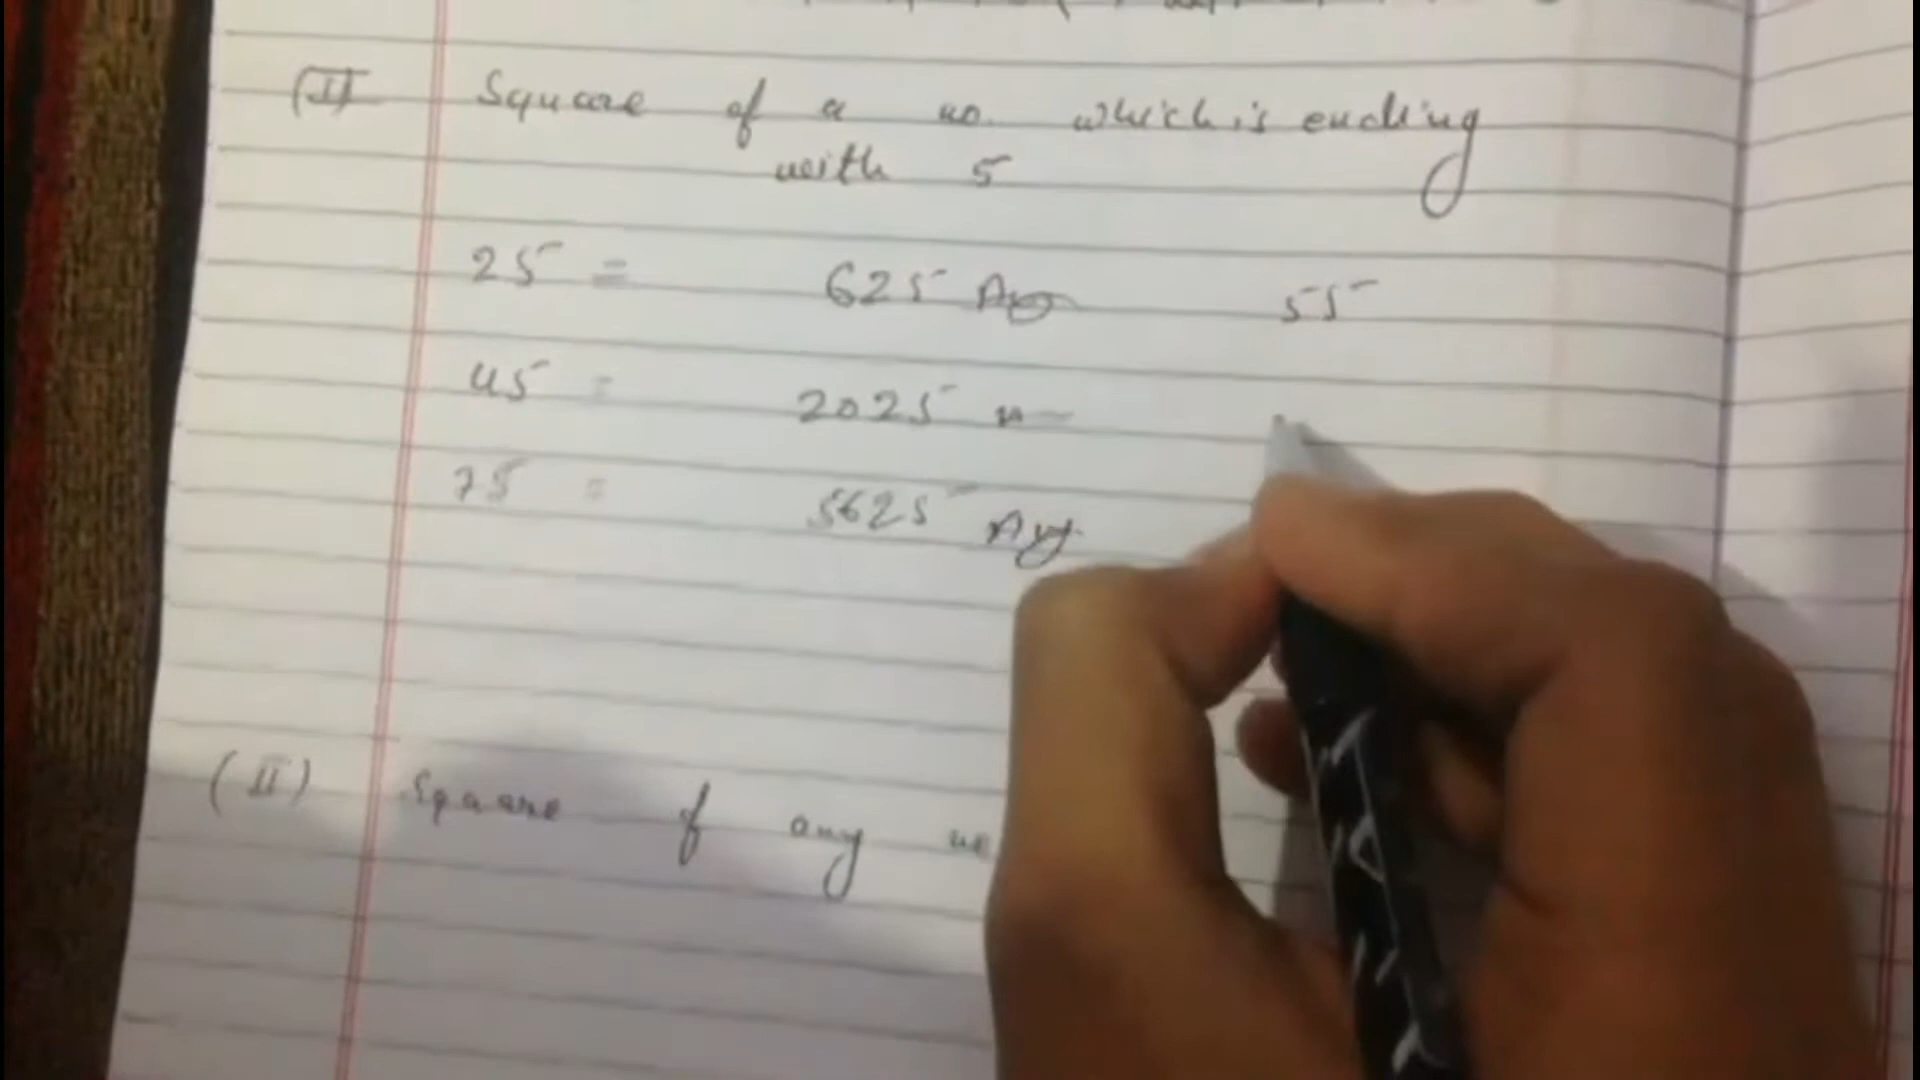 (I) Square of a no. which is ending
with 5
25 = 625 Ans 55
45 = 2025
75 = 5625 Ans
(II) Square of any